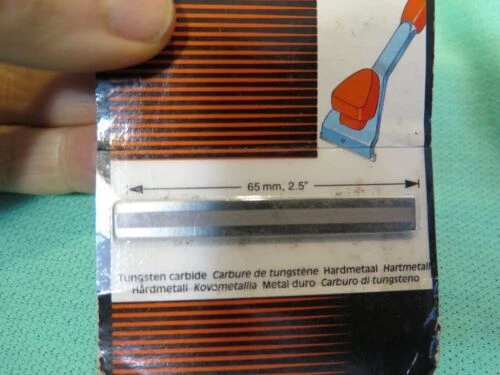 65 mm, 2.5"
Tungsten carbide Carbure de tungstène Hardmetaal Hartmetall
Hårdmetall Kovometallia Metal duro Carburo di tungsteno